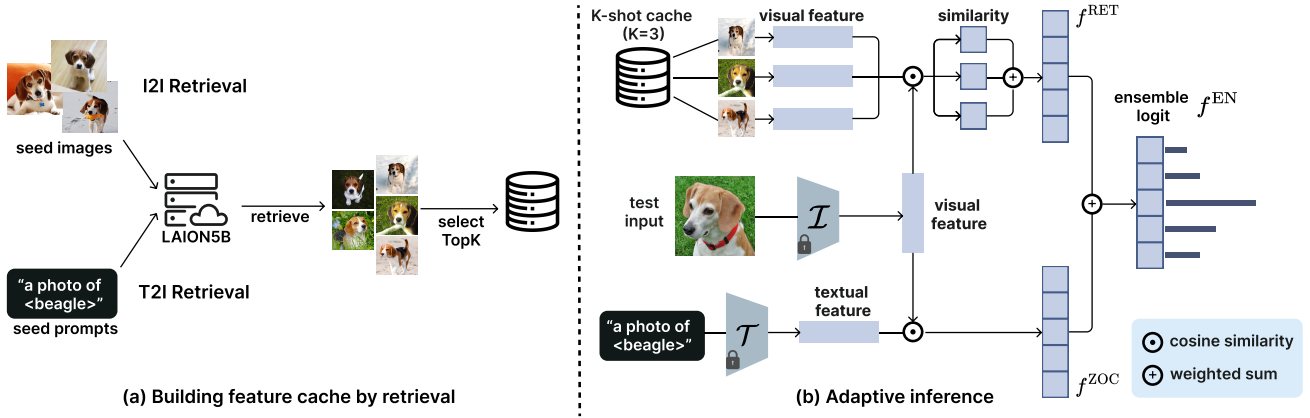 I2I Retrieval
seed images
LAION5B
retrieve
select
TopK
"a photo of
<beagle>"
seed prompts
T2I Retrieval
(a) Building feature cache by retrieval
K-shot cache
(K=3)
visual feature
similarity
f^RET
ensemble
logit
f^EN
test
input
I
visual
feature
"a photo of
<beagle>"
T
textual
feature
f^ZOC
cosine similarity
weighted sum
(b) Adaptive inference